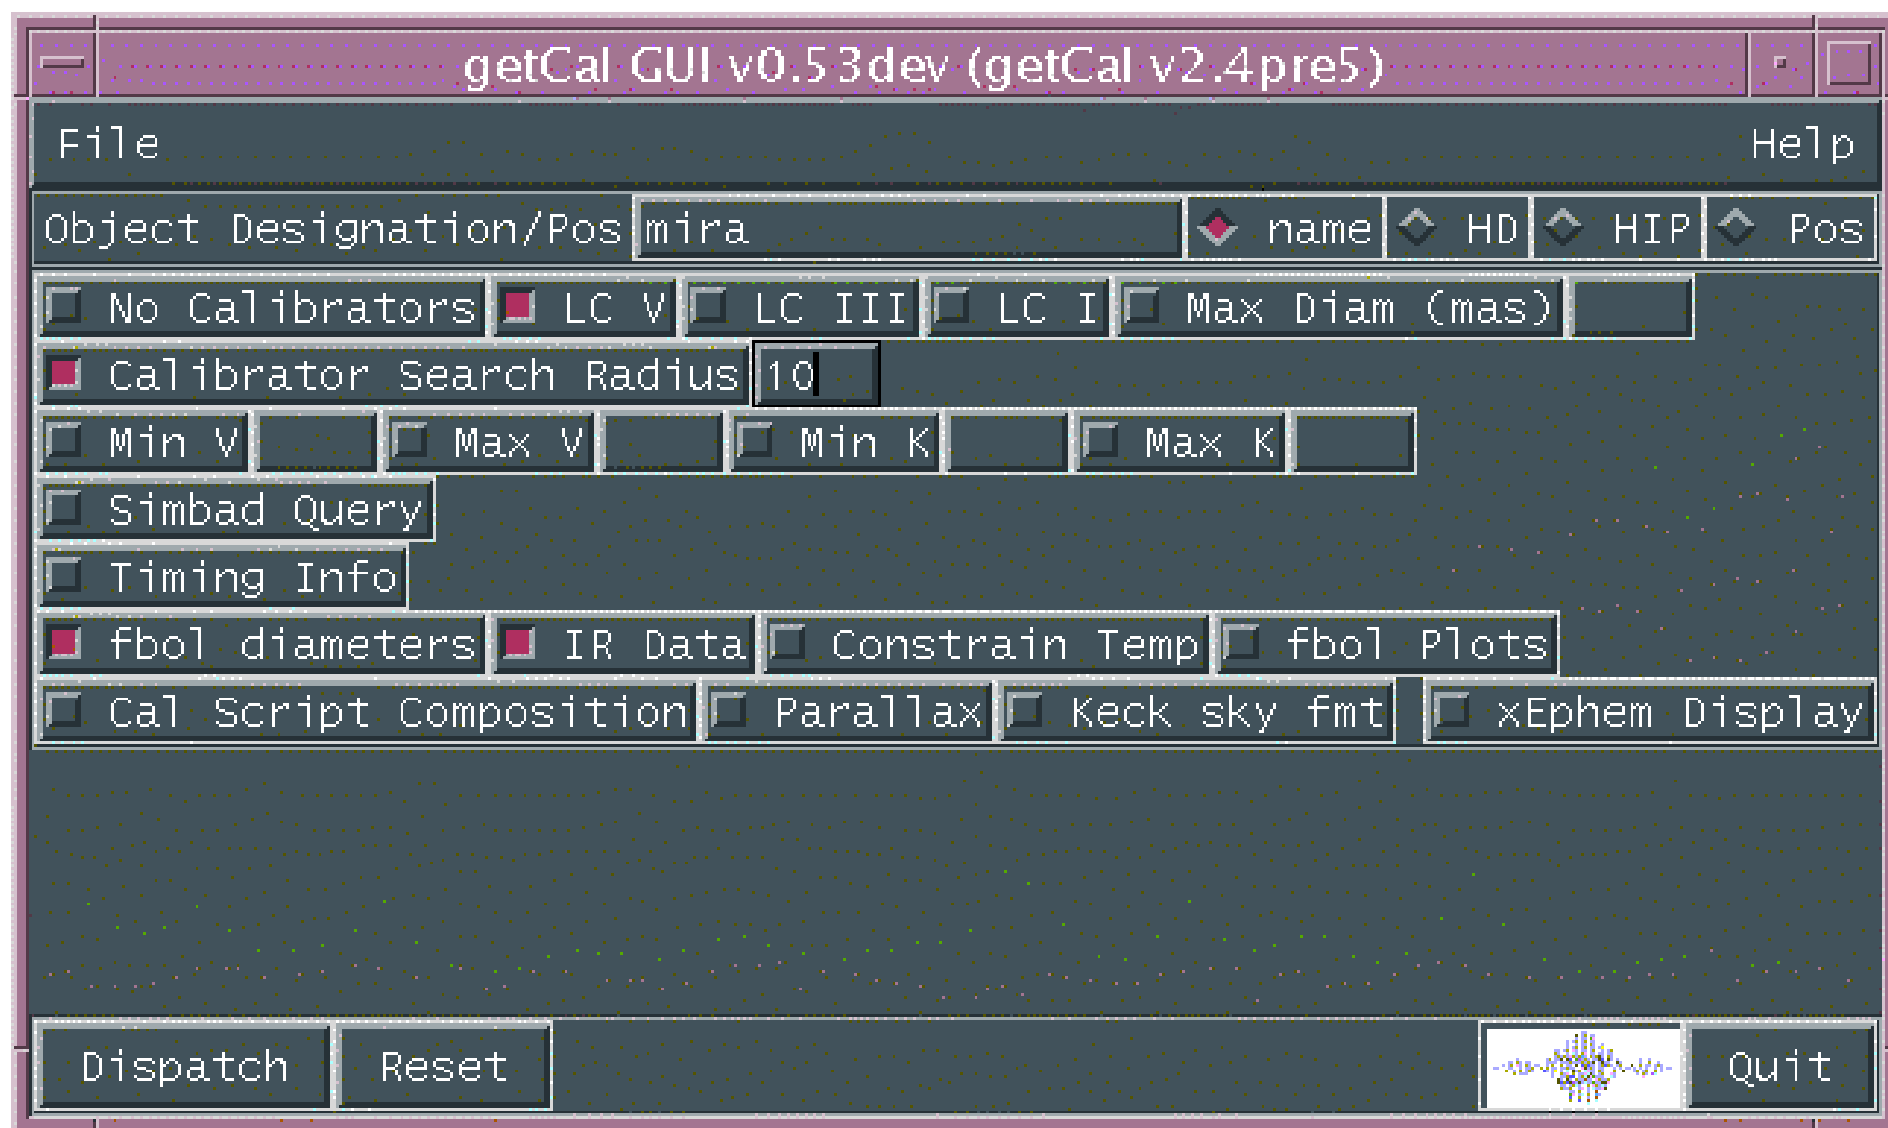 getCal GUI v0.53dev (getCal v2.4pre5)
File Help
Object Designation/Pos mira name HD HIP Pos
No Calibrators LC V LC III LC I Max Diam (mas)
Calibrator Search Radius 10
Min V Max V Min K Max K
Simbad Query
Timing Info
fbol diameters IR Data Constrain Temp fbol Plots
Cal Script Composition Parallax Keck sky fmt xEphem Display
Dispatch Reset Quit